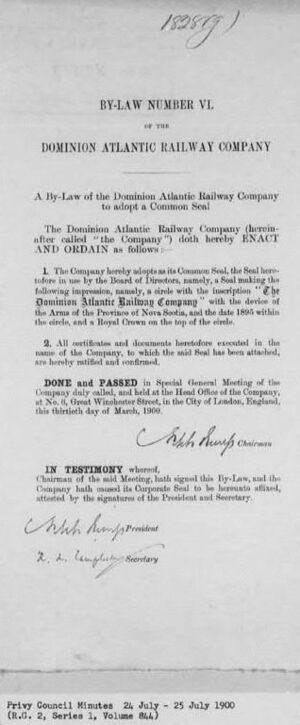 1828(g)
BY-LAW NUMBER VI.
OF THE
DOMINION ATLANTIC RAILWAY COMPANY
A By-Law of the Dominion Atlantic Railway Company
to adopt a Common Seal
The Dominion Atlantic Railway Company (herein-
after called "the Company") doth hereby ENACT
AND ORDAIN as follows:—
1. The Company hereby adopts as its Common Seal, the Seal here-
tofore in use by the Board of Directors, namely, a Seal making the
following impression, namely, a circle with the inscription "The
Dominion Atlantic Railway Company" with the device of
the Arms of the Province of Nova Scotia, and the date 1895 within
the circle, and a Royal Crown on the top of the circle.
2. All certificates and documents heretofore executed in the
name of the Company, to which the said Seal has been attached,
are hereby ratified and confirmed.
DONE and PASSED in Special General Meeting of the
Company duly called, and held at the Head Office of the Company,
at No. 6, Great Winchester Street, in the City of London, England,
this thirtieth day of March, 1900.
Chairman
IN TESTIMONY whereof,
Chairman of the said Meeting, hath signed this By-Law, and the
Company hath caused its Corporate Seal to be hereunto affixed,
attested by the signatures of the President and Secretary.
President
Secretary
Privy Council Minutes 24 July - 25 July 1900
(R.G. 2, Series 1, Volume 844)